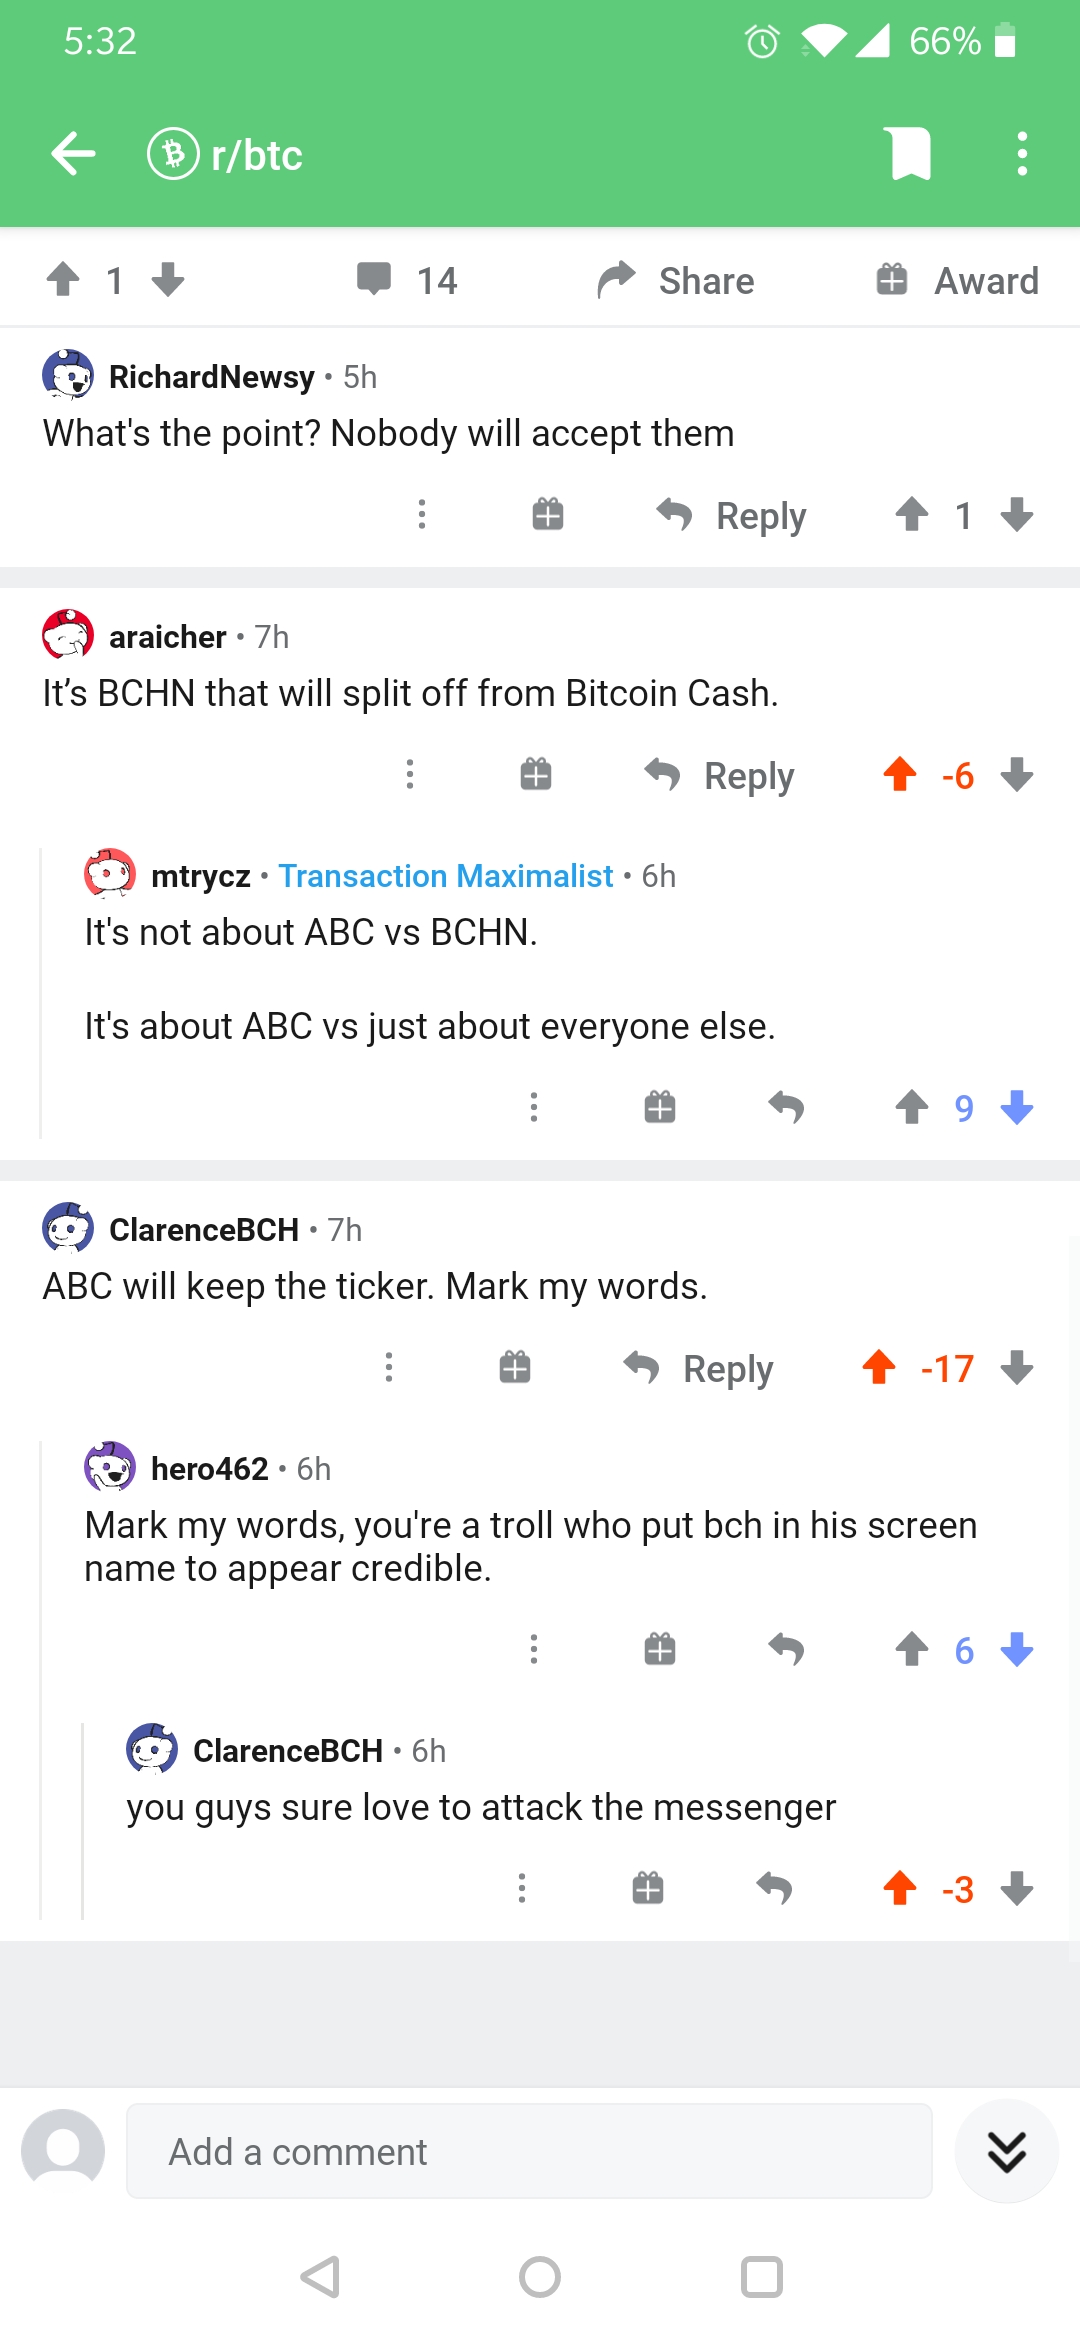 5:32 66%
r/btc
1 14 Share Award
RichardNewsy • 5h
What's the point? Nobody will accept them
Reply 1
araicher • 7h
It’s BCHN that will split off from Bitcoin Cash.
Reply -6
mtrycz • Transaction Maximalist • 6h
It's not about ABC vs BCHN.
It's about ABC vs just about everyone else.
9
ClarenceBCH • 7h
ABC will keep the ticker. Mark my words.
Reply -17
hero462 • 6h
Mark my words, you're a troll who put bch in his screen
name to appear credible.
6
ClarenceBCH • 6h
you guys sure love to attack the messenger
-3
Add a comment